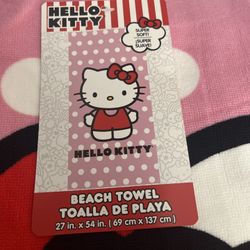 HELLO
KITTY
SUPER
SOFT!
¡SUPER
SUAVE!
HELLO KITTY
BEACH TOWEL
TOALLA DE PLAYA
27 in. x 54 in. ( 69 cm x 137 cm )